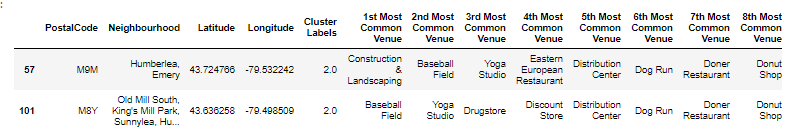 :
PostalCode Neighbourhood Latitude Longitude Cluster Labels 1st Most Common Venue 2nd Most Common Venue 3rd Most Common Venue 4th Most Common Venue 5th Most Common Venue 6th Most Common Venue 7th Most Common Venue 8th Most Common Venue
57 M9M Humberlea, Emery 43.724766 -79.532242 2.0 Construction & Landscaping Baseball Field Yoga Studio Eastern European Restaurant Distribution Center Dog Run Doner Restaurant Donut Shop
101 M8Y Old Mill South, King's Mill Park, Sunnylea, Hu... 43.636258 -79.498509 2.0 Baseball Field Yoga Studio Drugstore Discount Store Distribution Center Dog Run Doner Restaurant Donut Shop